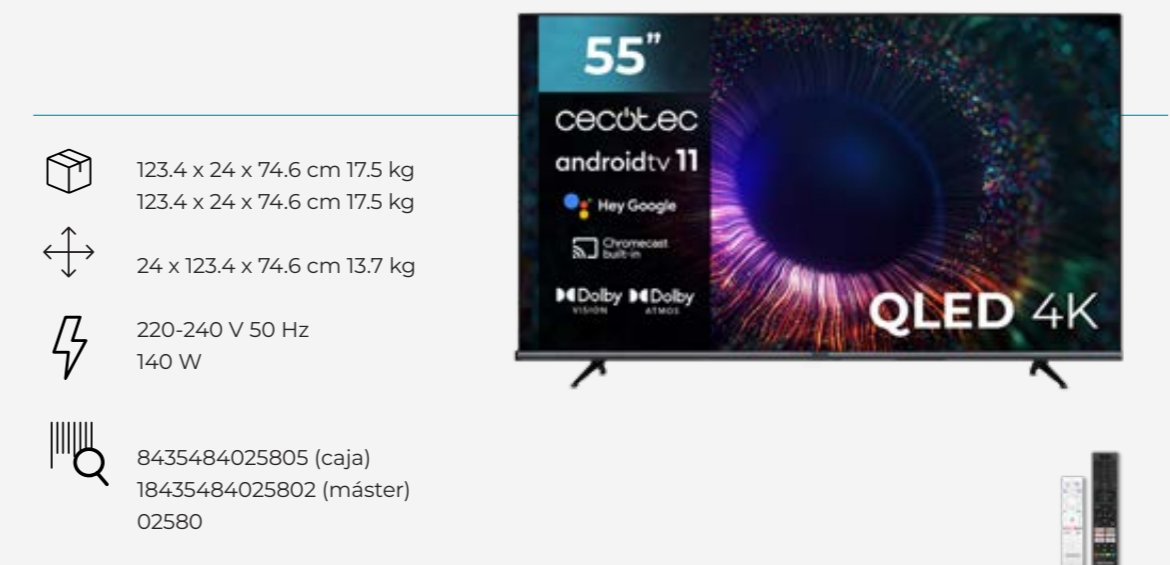 123.4 x 24 x 74.6 cm 17.5 kg
123.4 x 24 x 74.6 cm 17.5 kg
24 x 123.4 x 74.6 cm 13.7 kg
220-240 V 50 Hz
140 W
8435484025805 (caja)
18435484025802 (máster)
02580
55”
cecotec
androidtv 11
Hey Google
Chromecast
built-in
Dolby Dolby
VISION ATMOS
QLED 4K